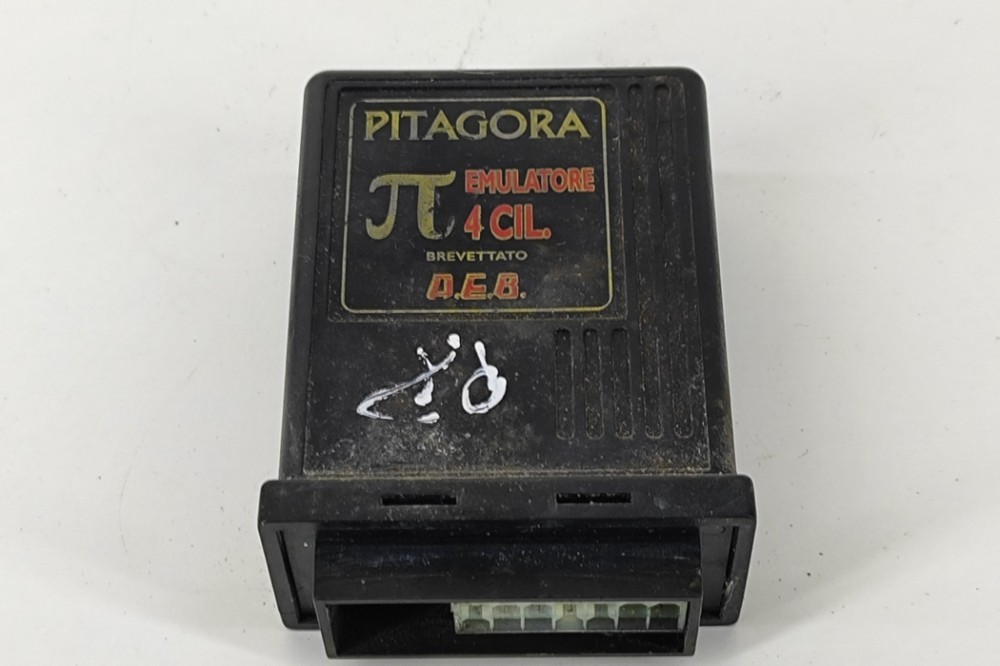 PITAGORA
π EMULATORE
4 CIL.
BREVETTATO
A.E.B.